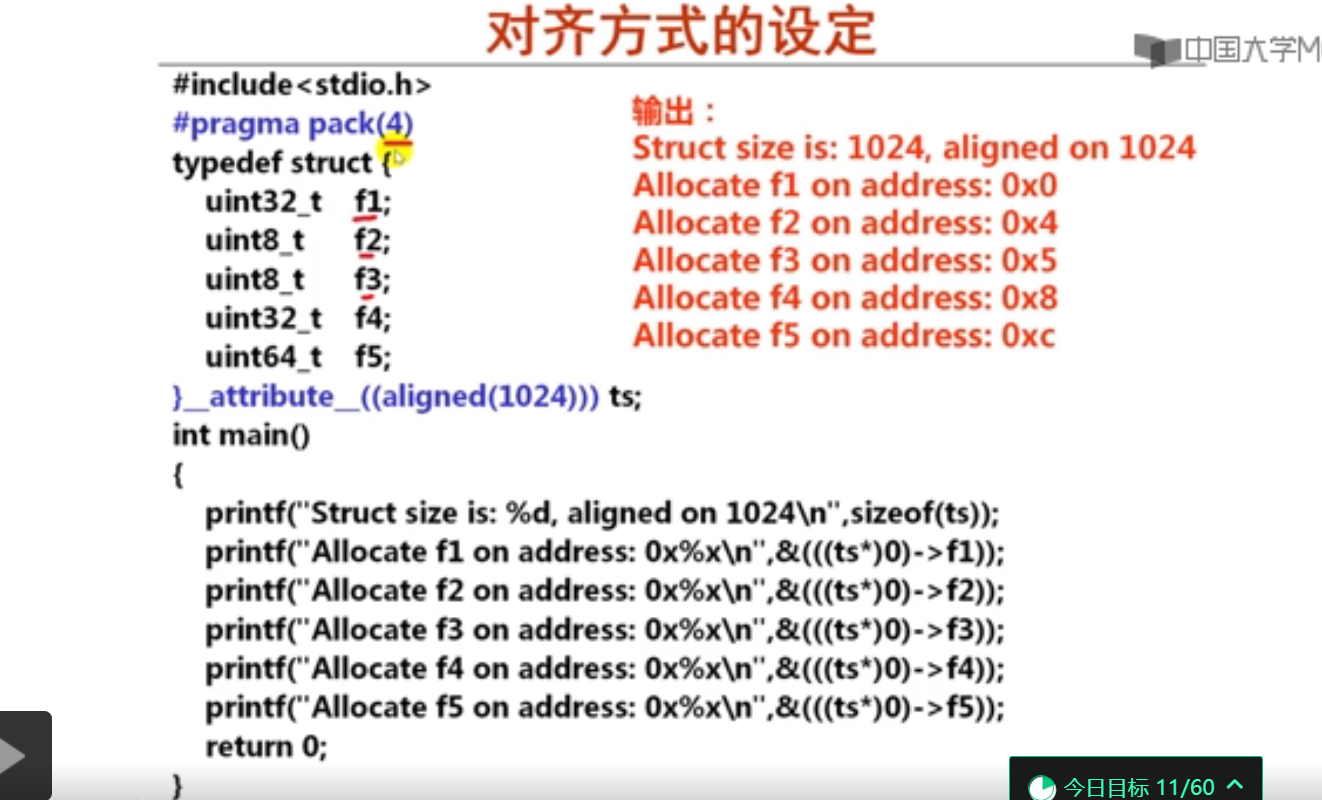 对齐方式的设定
中国大学M
#include<stdio.h>
#pragma pack(4)
typedef struct {
uint32_t f1;
uint8_t f2;
uint8_t f3;
uint32_t f4;
uint64_t f5;
}__attribute__((aligned(1024))) ts;
int main()
{
printf("Struct size is: %d, aligned on 1024\n",sizeof(ts));
printf("Allocate f1 on address: 0x%x\n",&(((ts*)0)->f1));
printf("Allocate f2 on address: 0x%x\n",&(((ts*)0)->f2));
printf("Allocate f3 on address: 0x%x\n",&(((ts*)0)->f3));
printf("Allocate f4 on address: 0x%x\n",&(((ts*)0)->f4));
printf("Allocate f5 on address: 0x%x\n",&(((ts*)0)->f5));
return 0;
}
输出：
Struct size is: 1024, aligned on 1024
Allocate f1 on address: 0x0
Allocate f2 on address: 0x4
Allocate f3 on address: 0x5
Allocate f4 on address: 0x8
Allocate f5 on address: 0xc
今日目标 11/60